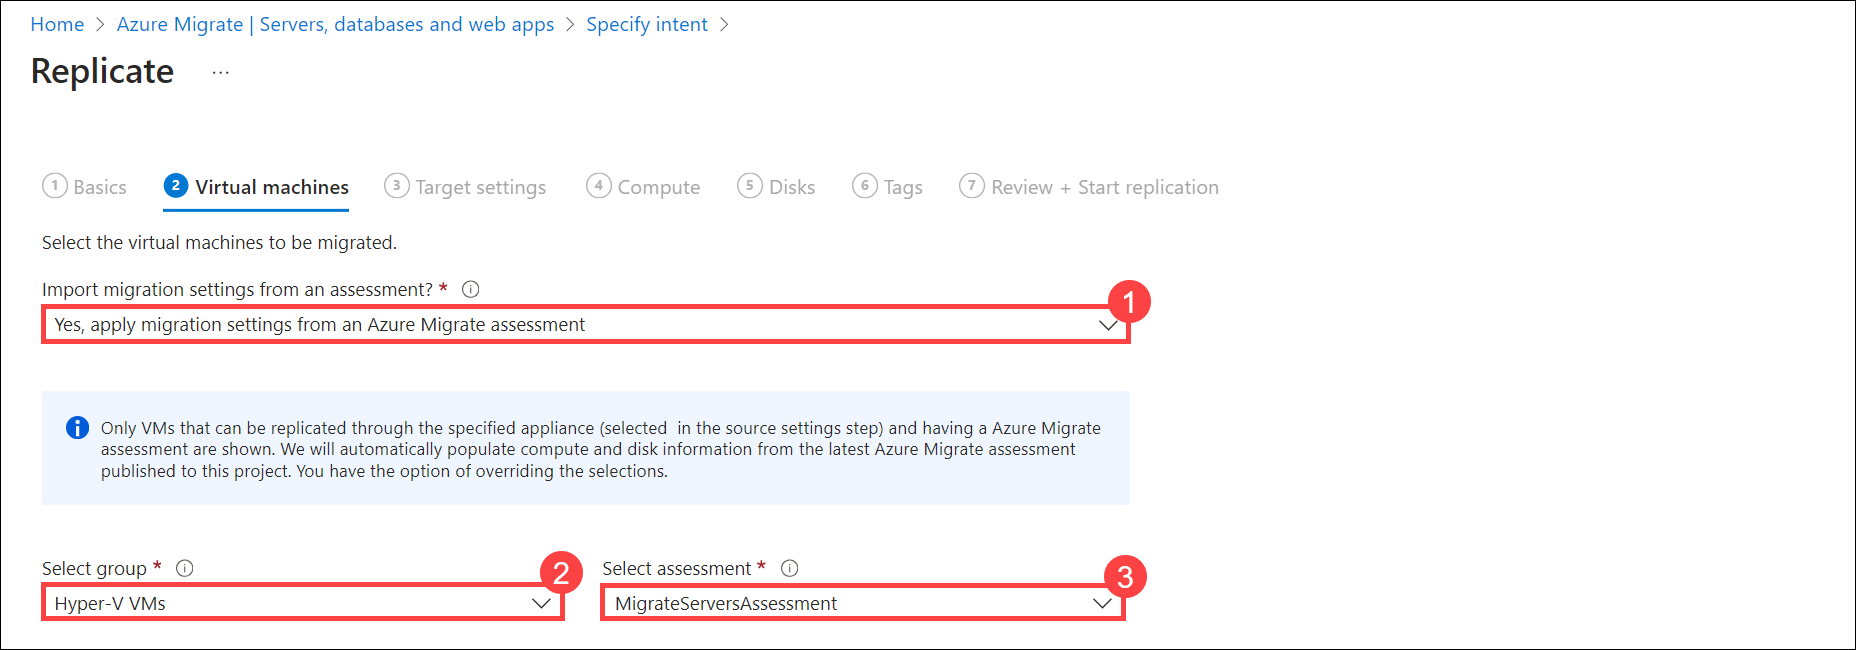 Home > Azure Migrate | Servers, databases and web apps > Specify intent >
Replicate ...
1 Basics 2 Virtual machines 3 Target settings 4 Compute 5 Disks 6 Tags 7 Review + Start replication
Select the virtual machines to be migrated.
Import migration settings from an assessment? *
1
Yes, apply migration settings from an Azure Migrate assessment
Only VMs that can be replicated through the specified appliance (selected  in the source settings step) and having a Azure Migrate
assessment are shown. We will automatically populate compute and disk information from the latest Azure Migrate assessment
published to this project. You have the option of overriding the selections.
Select group * 2 Select assessment * 3
Hyper-V VMs MigrateServersAssessment